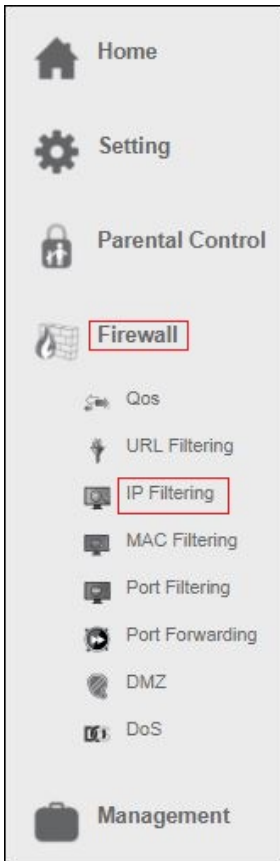 Home
Setting
Parental Control
Firewall
Qos
URL Filtering
IP Filtering
MAC Filtering
Port Filtering
Port Forwarding
DMZ
DoS
Management